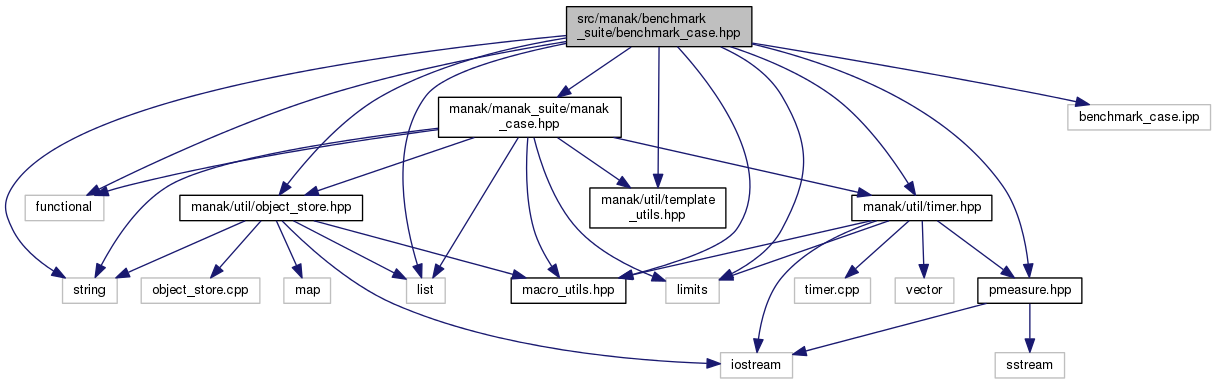 src/manak/benchmark
_suite/benchmark_case.hpp
manak/manak_suite/manak
_case.hpp
benchmark_case.ipp
functional
manak/util/object_store.hpp
manak/util/template
_utils.hpp
manak/util/timer.hpp
string
object_store.cpp
map
list
macro_utils.hpp
limits
timer.cpp
vector
pmeasure.hpp
iostream
sstream